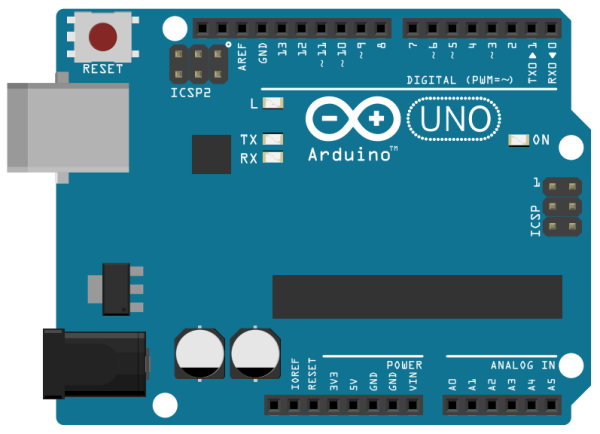 RESET
ICSP2
AREF
GND
13
12
~11
~10
~9
8
7
~6
~5
4
~3
2
TX0▶1
RX0◀0
DIGITAL (PWM=~)
L
TX
RX
UNO
Arduino™
ON
1
ICSP
POWER
ANALOG IN
IOREF
RESET
3V3
5V
GND
GND
VIN
A0
A1
A2
A3
A4
A5